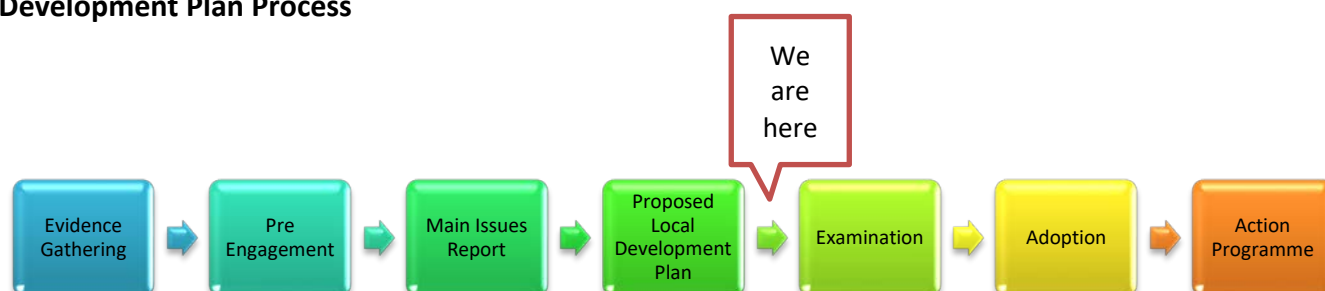 Development Plan Process
We
are
here
Evidence
Gathering
Pre
Engagement
Main Issues
Report
Proposed
Local
Development
Plan
Examination
Adoption
Action
Programme